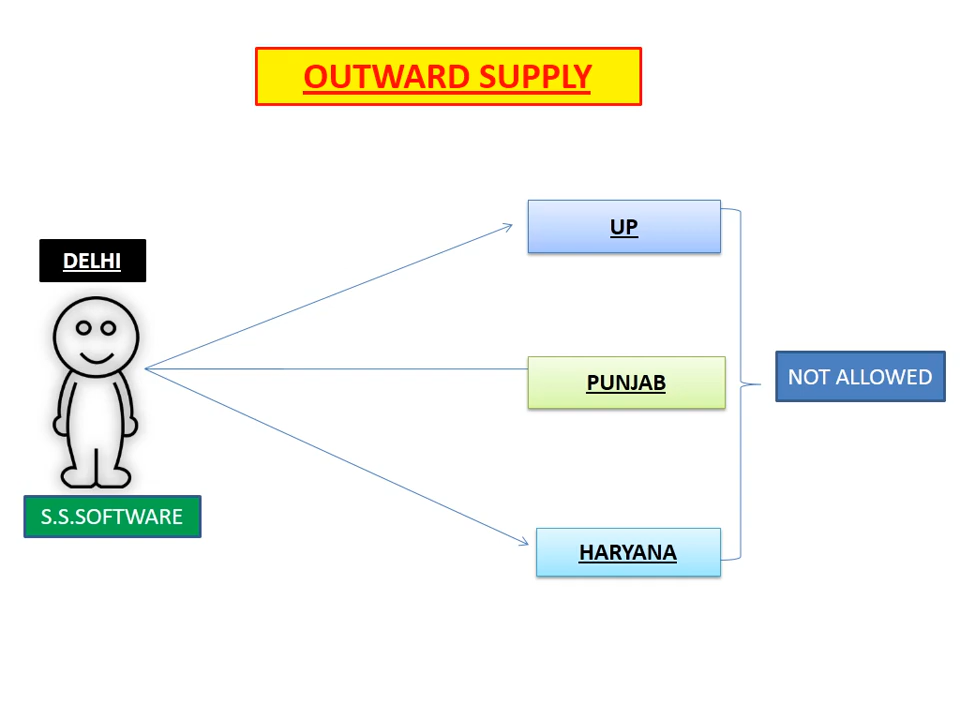 OUTWARD SUPPLY
DELHI
S.S.SOFTWARE
UP
PUNJAB
HARYANA
NOT ALLOWED